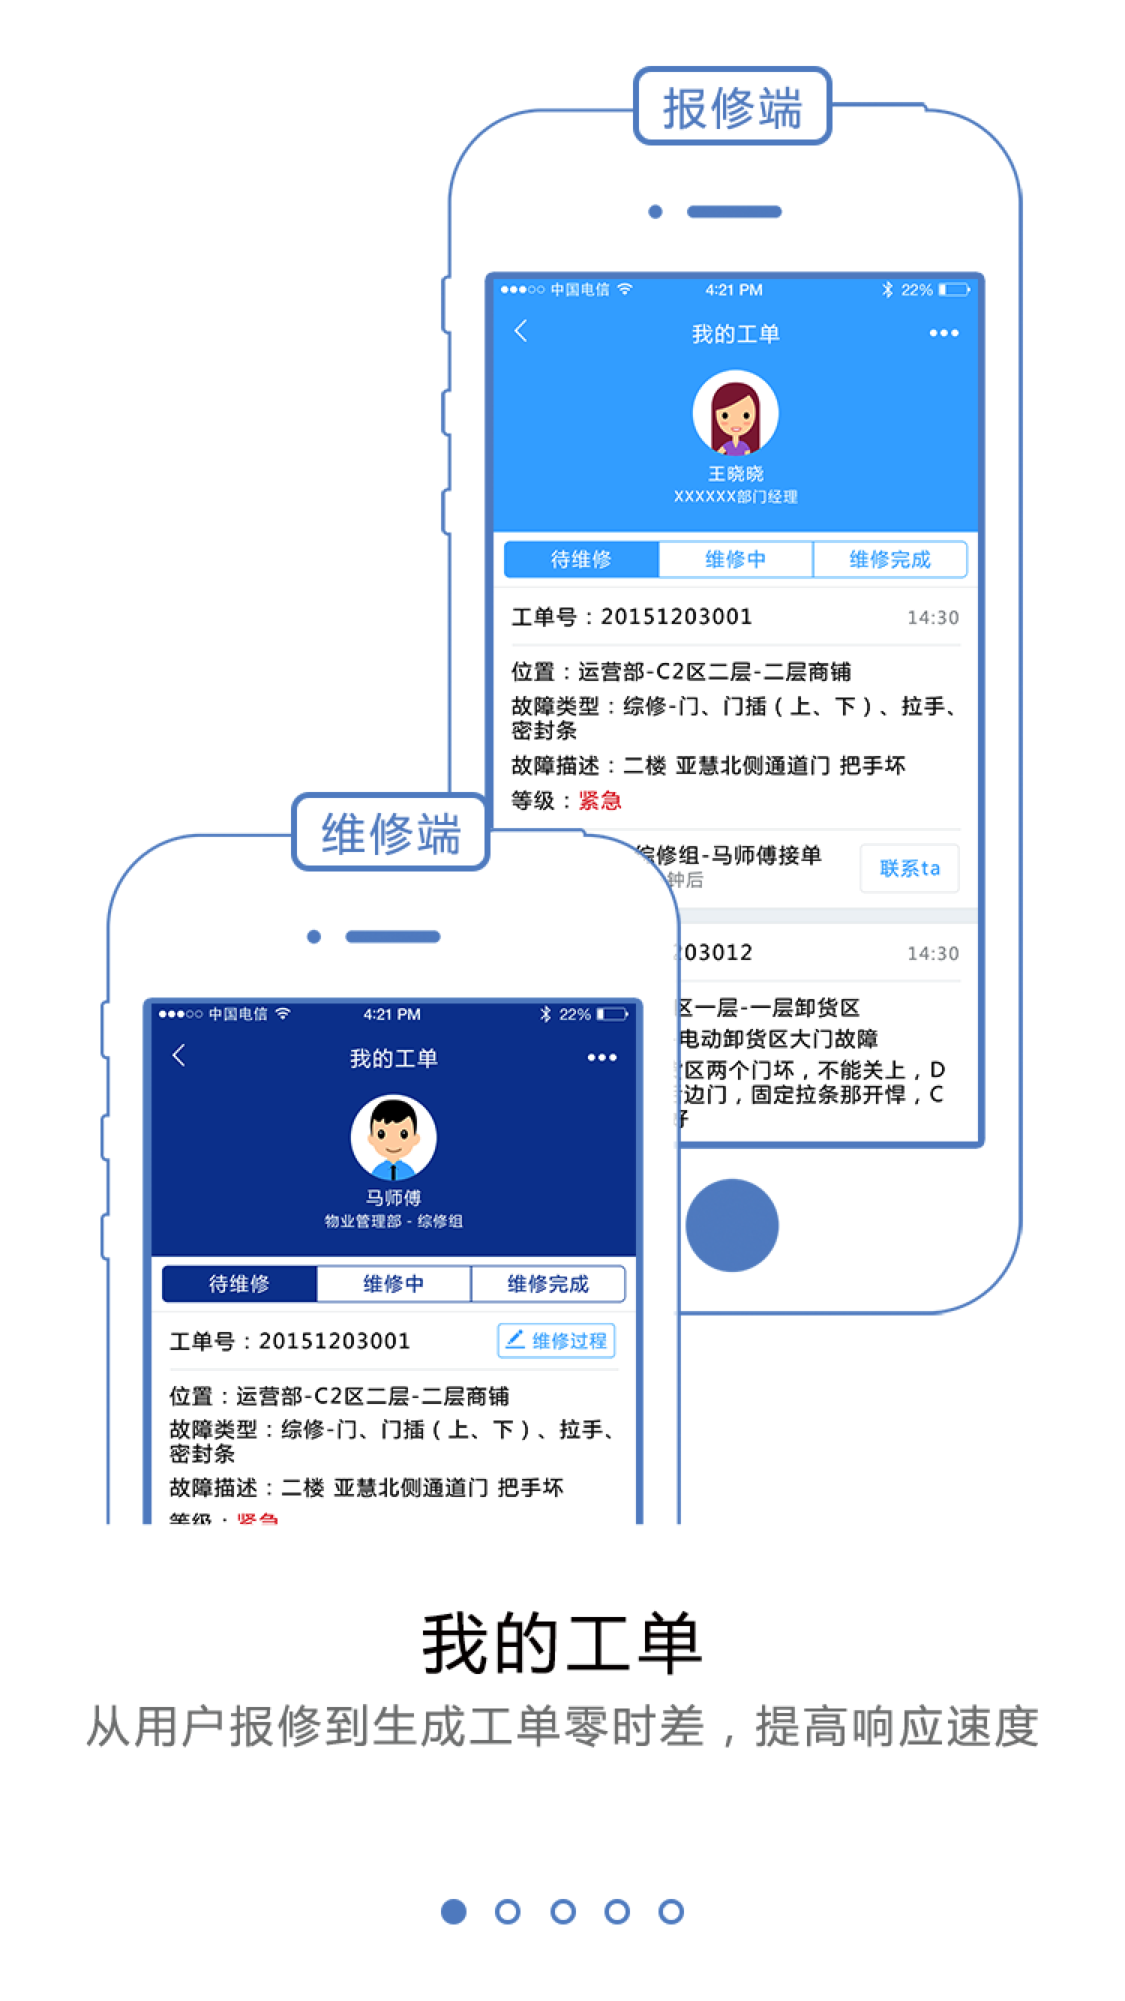 报修端
中国电信 4:21 PM 22%
我的工单
王晓晓
XXXXXX部门经理
待维修 维修中 维修完成
工单号：20151203001 14:30
位置：运营部-C2区二层-二层商铺
故障类型：综修-门、门插（上、下）、拉手、
密封条
故障描述：二楼 亚慧北侧通道门 把手坏
等级：紧急
综修组-马师傅接单
钟后
联系ta
203012 14:30
区一层-一层卸货区
电动卸货区大门故障
区两个门坏，不能关上，D
边门，固定拉条那开悍，C
好
维修端
中国电信 4:21 PM 22%
我的工单
马师傅
物业管理部 - 综修组
待维修 维修中 维修完成
工单号：20151203001 维修过程
位置：运营部-C2区二层-二层商铺
故障类型：综修-门、门插（上、下）、拉手、
密封条
故障描述：二楼 亚慧北侧通道门 把手坏
等级：紧急
我的工单
从用户报修到生成工单零时差，提高响应速度